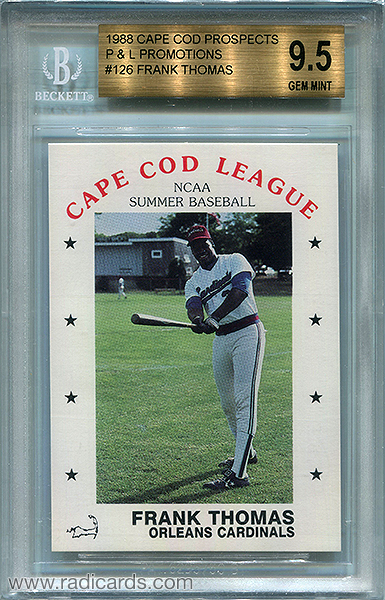 1988 CAPE COD PROSPECTS
P & L PROMOTIONS
#126 FRANK THOMAS
9.5
GEM MINT
B
BECKETT®
CAPE COD LEAGUE
NCAA
SUMMER BASEBALL
Cardinals
FRANK THOMAS
ORLEANS CARDINALS
www.radicards.com